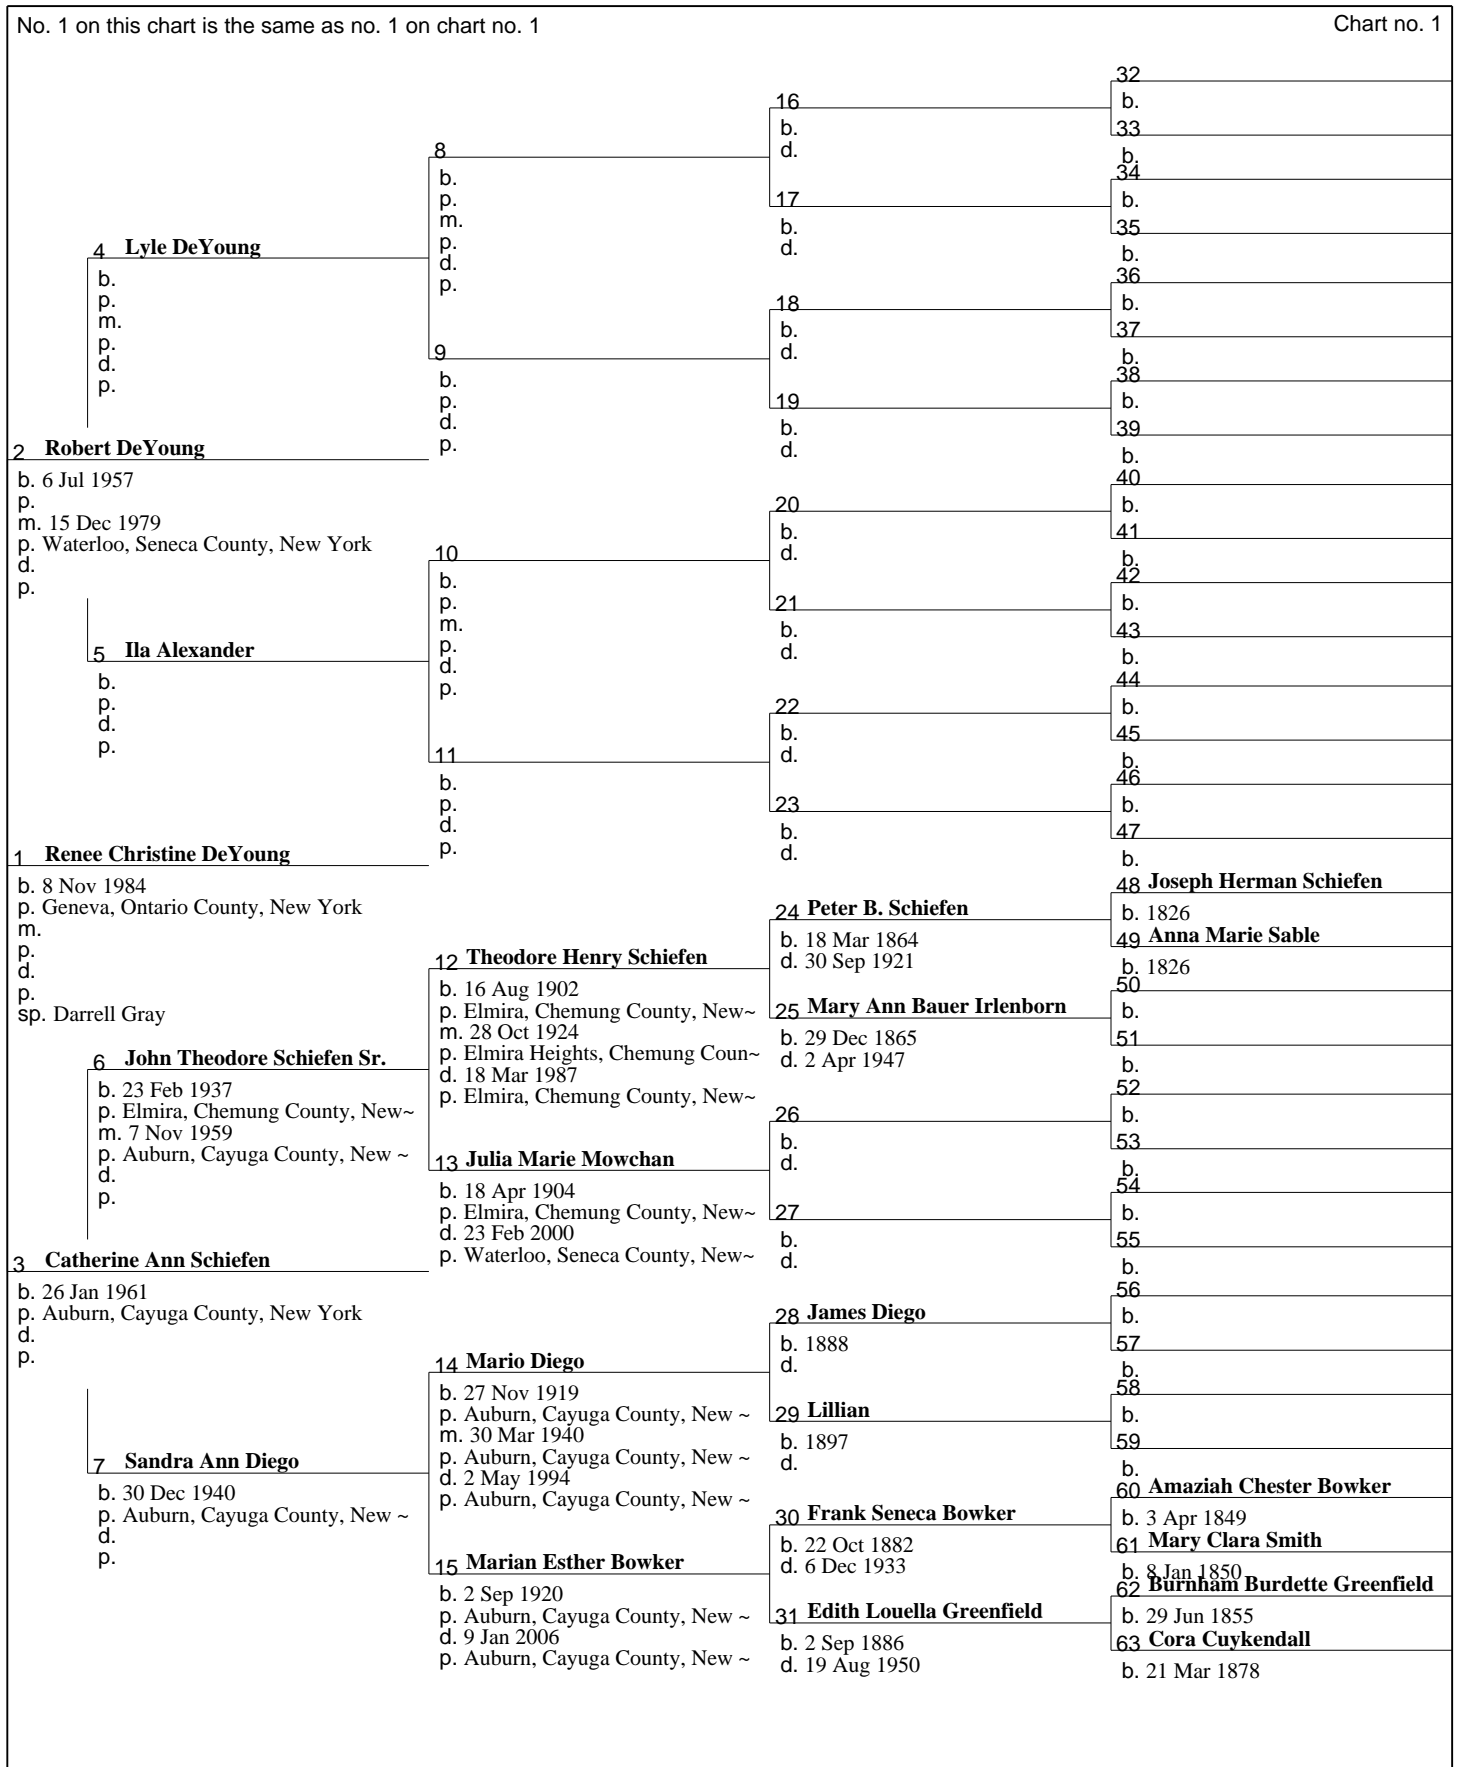 No. 1 on this chart is the same as no. 1 on chart no. 1
Chart no. 1
2 Robert DeYoung
b. 6 Jul 1957
p.
m. 15 Dec 1979
p. Waterloo, Seneca County, New York
d.
p.
1 Renee Christine DeYoung
b. 8 Nov 1984
p. Geneva, Ontario County, New York
m.
p.
d.
p.
sp. Darrell Gray
3 Catherine Ann Schiefen
b. 26 Jan 1961
p. Auburn, Cayuga County, New York
d.
p.
4 Lyle DeYoung
b.
p.
m.
p.
d.
p.
5 Ila Alexander
b.
p.
d.
p.
6 John Theodore Schiefen Sr.
b. 23 Feb 1937
p. Elmira, Chemung County, New~
m. 7 Nov 1959
p. Auburn, Cayuga County, New ~
d.
p.
7 Sandra Ann Diego
b. 30 Dec 1940
p. Auburn, Cayuga County, New ~
d.
p.
8
b.
p.
m.
p.
d.
p.
9
b.
p.
d.
p.
10
b.
p.
m.
p.
d.
p.
11
b.
p.
d.
p.
12 Theodore Henry Schiefen
b. 16 Aug 1902
p. Elmira, Chemung County, New~
m. 28 Oct 1924
p. Elmira Heights, Chemung Coun~
d. 18 Mar 1987
p. Elmira, Chemung County, New~
13 Julia Marie Mowchan
b. 18 Apr 1904
p. Elmira, Chemung County, New~
d. 23 Feb 2000
p. Waterloo, Seneca County, New~
14 Mario Diego
b. 27 Nov 1919
p. Auburn, Cayuga County, New ~
m. 30 Mar 1940
p. Auburn, Cayuga County, New ~
d. 2 May 1994
p. Auburn, Cayuga County, New ~
15 Marian Esther Bowker
b. 2 Sep 1920
p. Auburn, Cayuga County, New ~
d. 9 Jan 2006
p. Auburn, Cayuga County, New ~
16
b.
d.
17
b.
d.
18
b.
d.
19
b.
d.
20
b.
d.
21
b.
d.
22
b.
d.
23
b.
d.
24 Peter B. Schiefen
b. 18 Mar 1864
d. 30 Sep 1921
25 Mary Ann Bauer Irlenborn
b. 29 Dec 1865
d. 2 Apr 1947
26
b.
d.
27
b.
d.
28 James Diego
b. 1888
d.
29 Lillian
b. 1897
d.
30 Frank Seneca Bowker
b. 22 Oct 1882
d. 6 Dec 1933
31 Edith Louella Greenfield
b. 2 Sep 1886
d. 19 Aug 1950
32
b.
33
b.
34
b.
35
b.
36
b.
37
b.
38
b.
39
b.
40
b.
41
b.
42
b.
43
b.
44
b.
45
b.
46
b.
47
b.
48 Joseph Herman Schiefen
b. 1826
49 Anna Marie Sable
b. 1826
50
b.
51
b.
52
b.
53
b.
54
b.
55
b.
56
b.
57
b.
58
b.
59
b.
60 Amaziah Chester Bowker
b. 3 Apr 1849
61 Mary Clara Smith
b. 8 Jan 1850
62 Burnham Burdette Greenfield
b. 29 Jun 1855
63 Cora Cuykendall
b. 21 Mar 1878